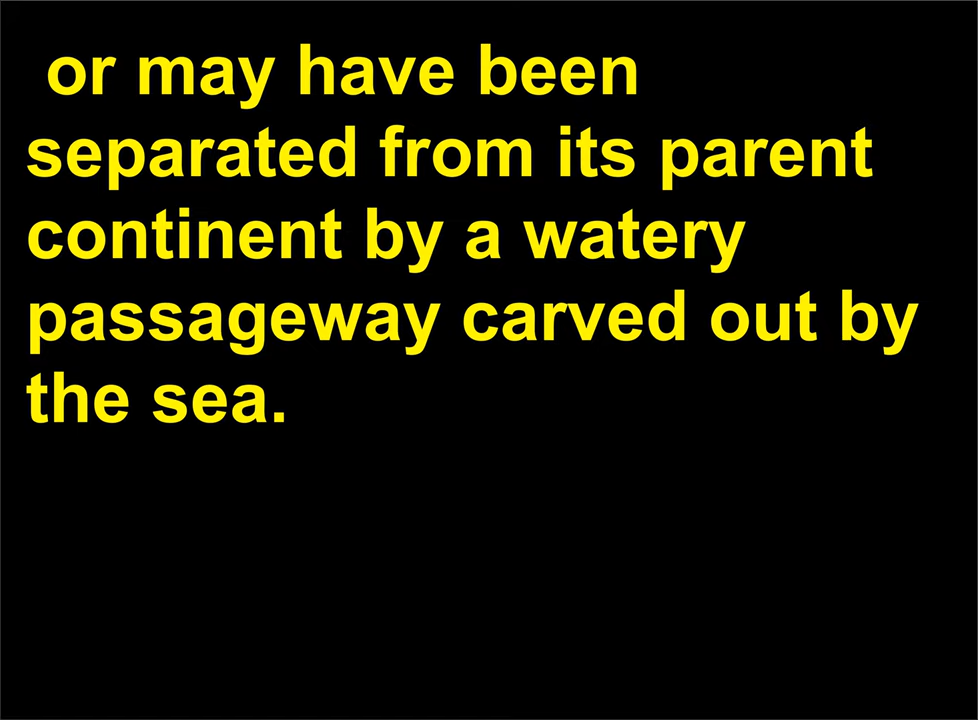 or may have been
separated from its parent
continent by a watery
passageway carved out by
the sea.